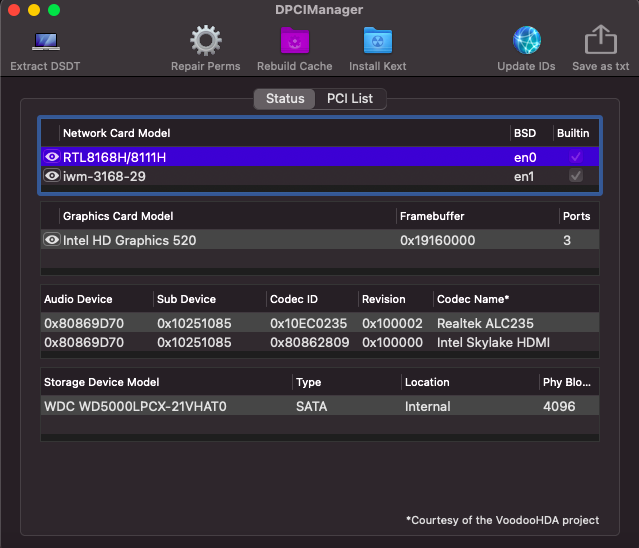 DPCIManager
Extract DSDT Repair Perms Rebuild Cache Install Kext Update IDs Save as txt
Status PCI List
Network Card Model BSD Builtin
RTL8168H/8111H en0
iwm-3168-29 en1
Graphics Card Model Framebuffer Ports
Intel HD Graphics 520 0x19160000 3
Audio Device Sub Device Codec ID Revision Codec Name*
0x80869D70 0x10251085 0x10EC0235 0x100002 Realtek ALC235
0x80869D70 0x10251085 0x80862809 0x100000 Intel Skylake HDMI
Storage Device Model Type Location Phy Blo...
WDC WD5000LPCX-21VHAT0 SATA Internal 4096
*Courtesy of the VoodooHDA project